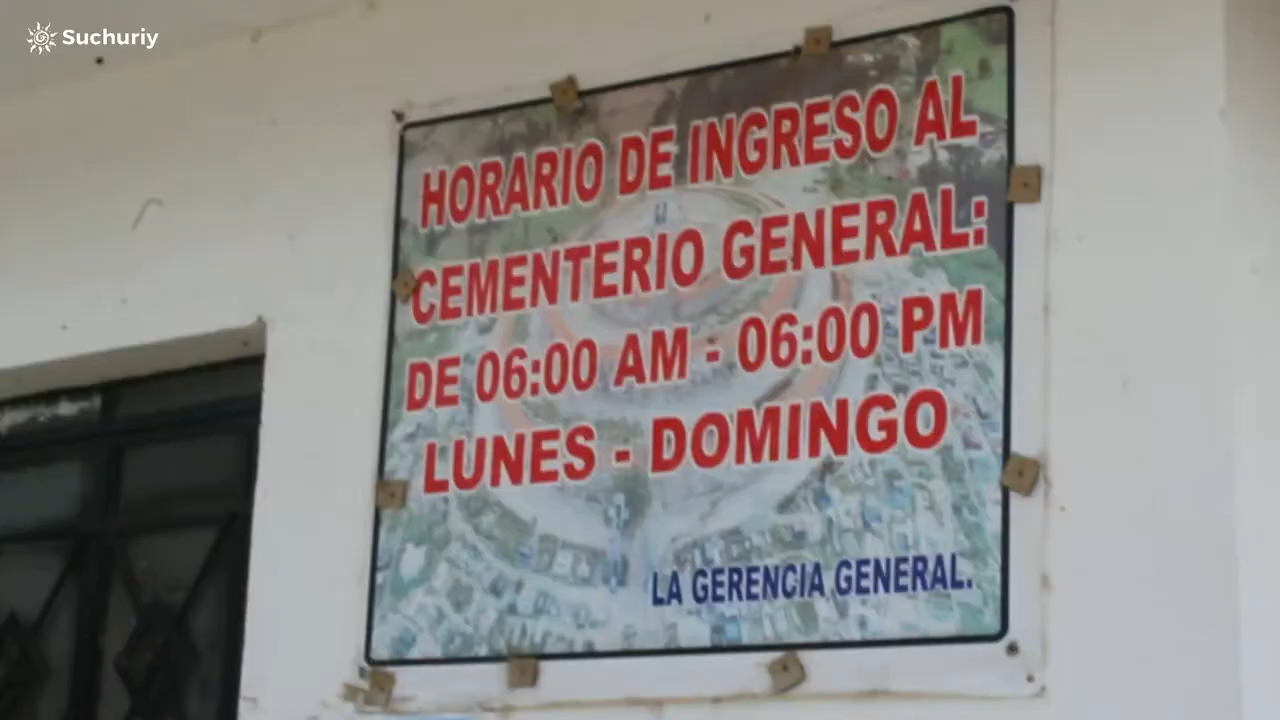 Suchuriy
HORARIO DE INGRESO AL
CEMENTERIO GENERAL:
DE 06:00 AM - 06:00 PM
LUNES - DOMINGO
LA GERENCIA GENERAL.